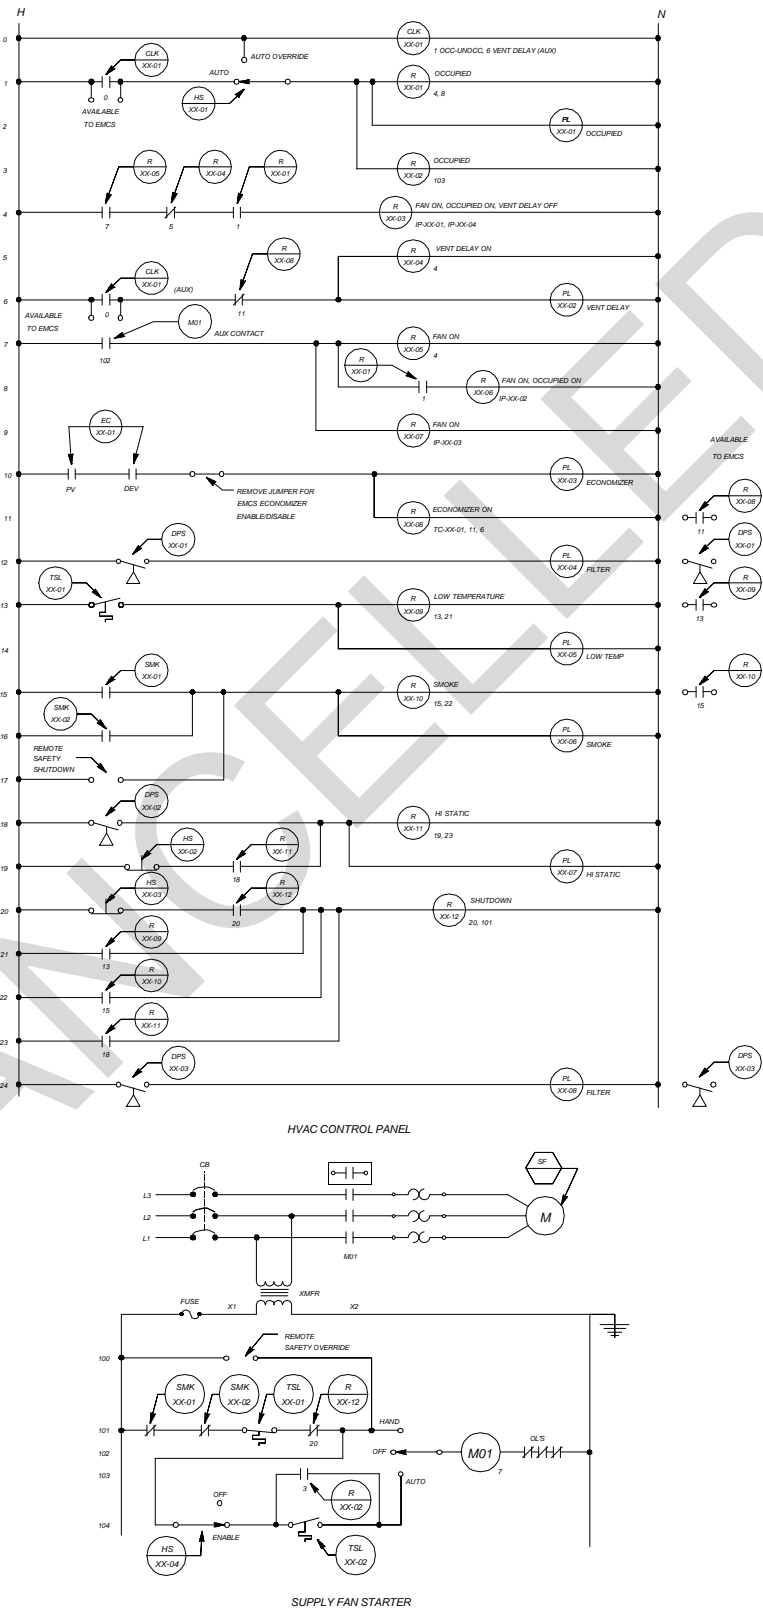 H
N
0
CLK
XX-01
1 OCC-UNOCC, 6 VENT DELAY (AUX)
AUTO OVERRIDE
CLK
XX-01
AUTO
1
0
R
XX-01
OCCUPIED
4, 8
HS
XX-01
AVAILABLE
TO EMCS
2
PL
XX-01
OCCUPIED
3
R
XX-02
OCCUPIED
103
R
XX-05
R
XX-04
R
XX-01
4
7
5
1
R
XX-03
FAN ON, OCCUPIED ON, VENT DELAY OFF
IP-XX-01, IP-XX-04
5
R
XX-04
VENT DELAY ON
4
R
XX-08
CLK
XX-01
(AUX)
6
0
11
PL
XX-02
VENT DELAY
AVAILABLE
TO EMCS
M01
AUX CONTACT
7
102
R
XX-05
FAN ON
4
R
XX-01
8
1
R
XX-06
FAN ON, OCCUPIED ON
IP-XX-02
9
R
XX-07
FAN ON
IP-XX-03
EC
XX-01
AVAILABLE
TO EMCS
10
PV
DEV
PL
XX-03
ECONOMIZER
REMOVE JUMPER FOR
EMCS ECONOMIZER
ENABLE/DISABLE
11
R
XX-08
ECONOMIZER ON
TC-XX-01, 11, 6
R
XX-08
11
DPS
XX-01
12
PL
XX-04
FILTER
DPS
XX-01
TSL
XX-01
13
R
XX-09
LOW TEMPERATURE
13, 21
R
XX-09
13
14
PL
XX-05
LOW TEMP
SMK
XX-01
15
R
XX-10
SMOKE
15, 22
R
XX-10
15
SMK
XX-02
16
PL
XX-06
SMOKE
REMOTE
SAFETY
SHUTDOWN
17
DPS
XX-02
18
R
XX-11
HI STATIC
19, 23
HS
XX-02
R
XX-11
19
18
PL
XX-07
HI STATIC
HS
XX-03
R
XX-12
20
20
R
XX-12
SHUTDOWN
20, 101
R
XX-09
21
13
R
XX-10
22
15
R
XX-11
23
18
DPS
XX-03
24
PL
XX-08
FILTER
DPS
XX-03
HVAC CONTROL PANEL
CB
SF
L3
L2
L1
M
M01
XMFR
FUSE
X1
X2
REMOTE
SAFETY OVERRIDE
100
SMK
XX-01
SMK
XX-02
TSL
XX-01
R
XX-12
101
20
HAND
102
OFF
M01
7
OL'S
103
3
R
XX-02
AUTO
OFF
104
ENABLE
HS
XX-04
TSL
XX-02
SUPPLY FAN STARTER